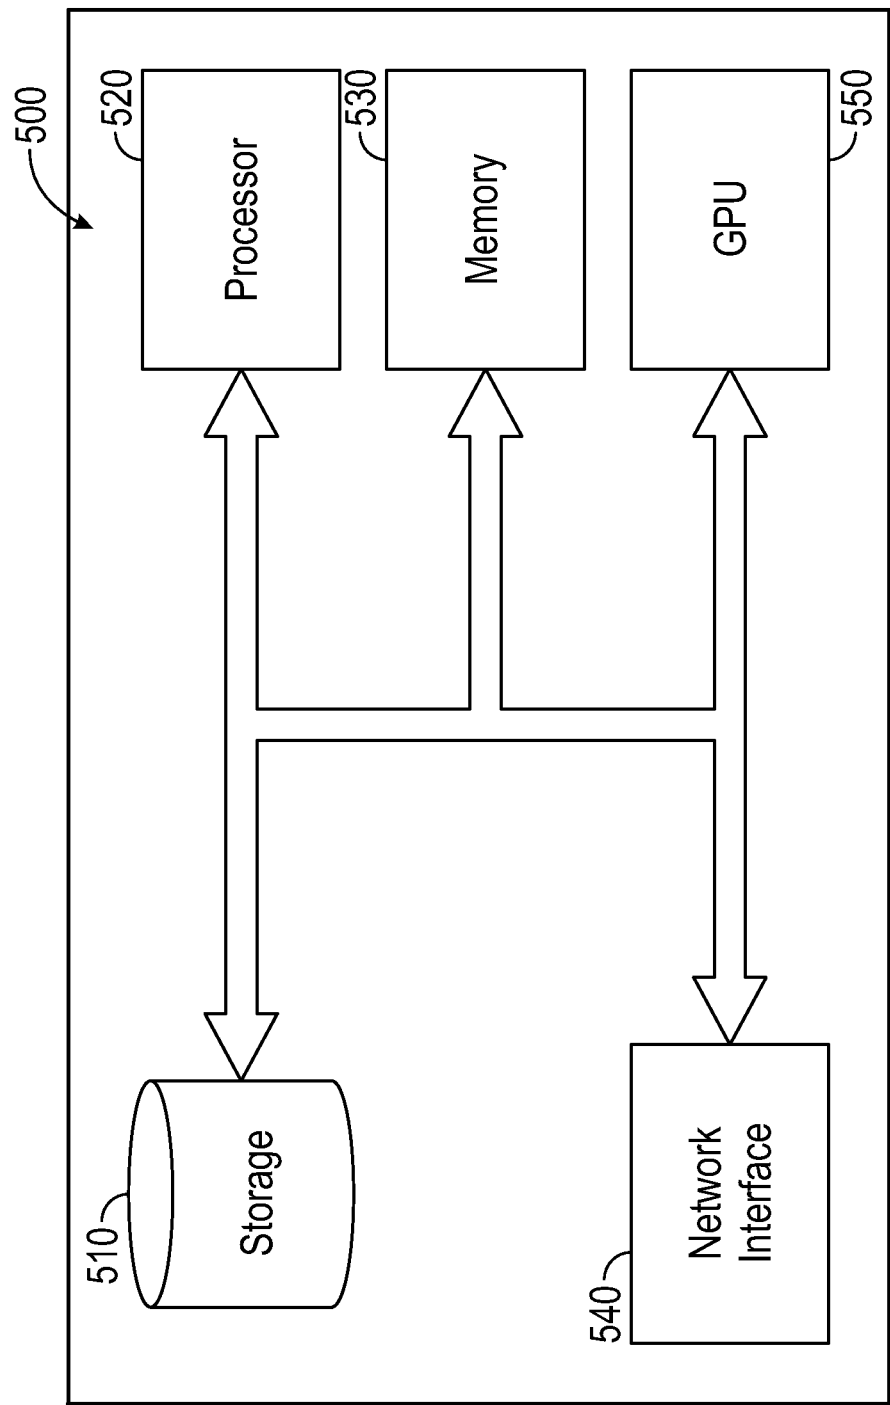 500
510
Storage
520
Processor
530
Memory
540
Network
Interface
550
GPU